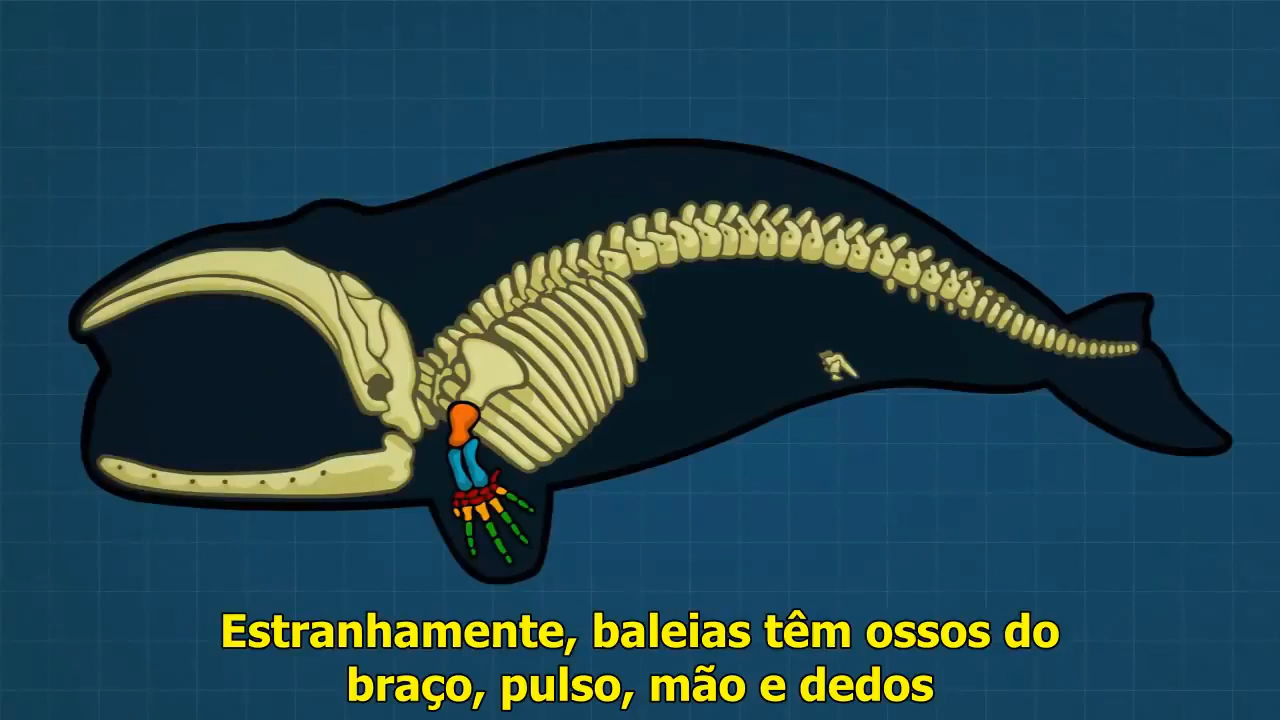 Estranhamente, baleias têm ossos do
braço, pulso, mão e dedos